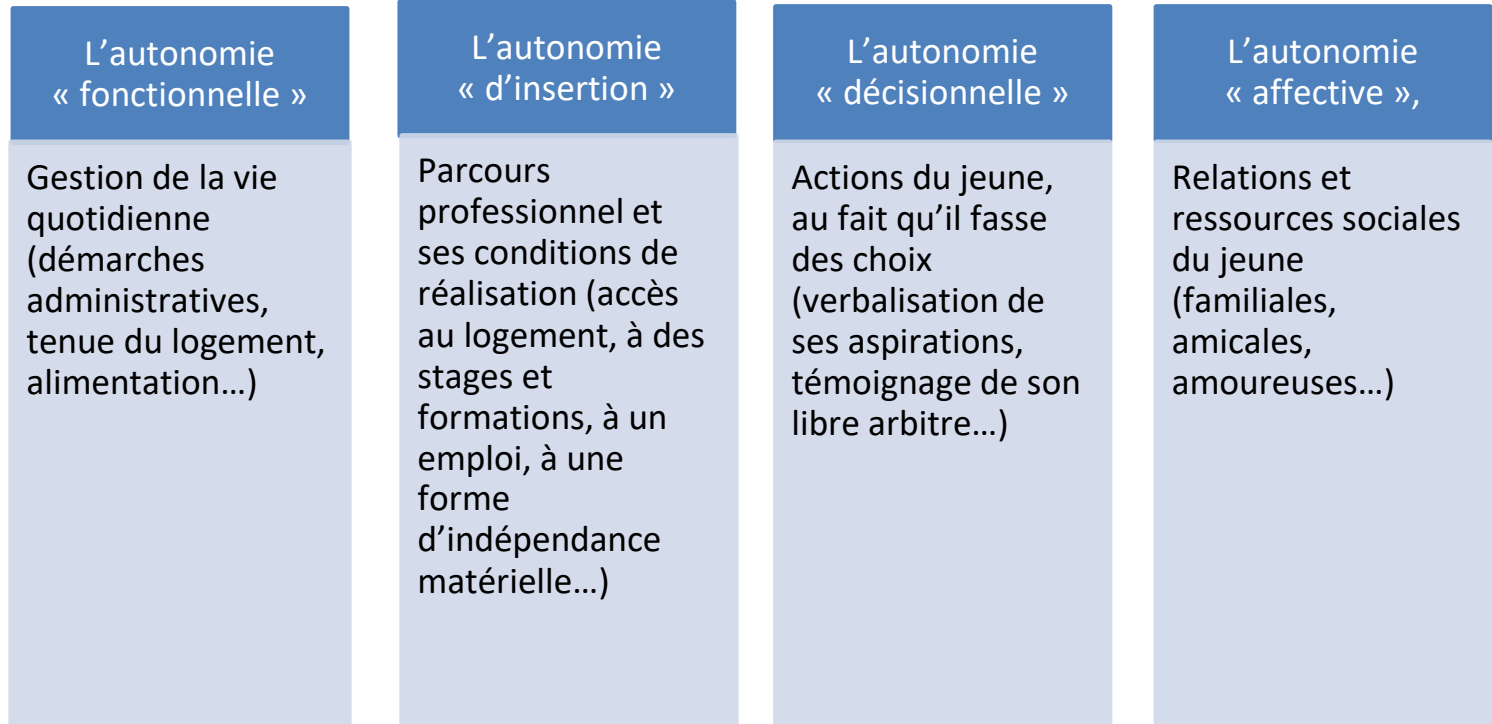 L’autonomie
« fonctionnelle »
Gestion de la vie
quotidienne
(démarches
administratives,
tenue du logement,
alimentation…)
L’autonomie
« d’insertion »
Parcours
professionnel et
ses conditions de
réalisation (accès
au logement, à des
stages et
formations, à un
emploi, à une
forme
d’indépendance
matérielle…)
L’autonomie
« décisionnelle »
Actions du jeune,
au fait qu’il fasse
des choix
(verbalisation de
ses aspirations,
témoignage de son
libre arbitre…)
L’autonomie
« affective »,
Relations et
ressources sociales
du jeune
(familiales,
amicales,
amoureuses…)